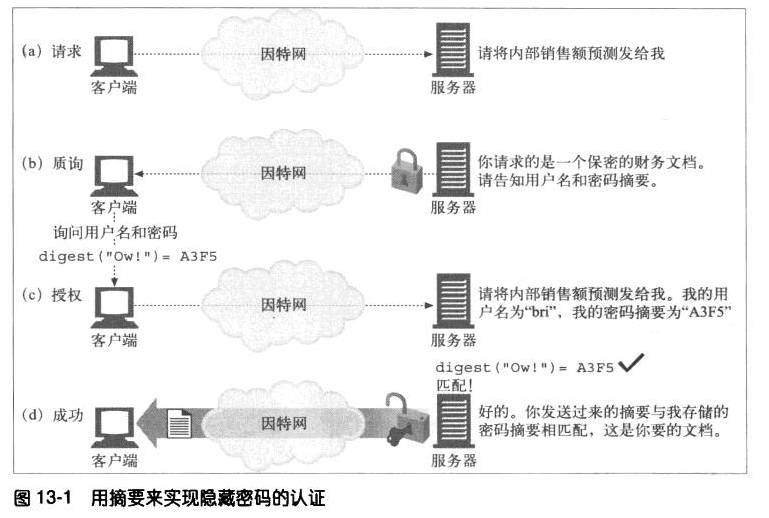 (a) 请求
因特网
客户端
服务器
请将内部销售额预测发给我
(b) 质询
因特网
客户端
服务器
你请求的是一个保密的财务文档。
请告知用户名和密码摘要。
询问用户名和密码
digest("Ow!")= A3F5
(c) 授权
因特网
客户端
服务器
请将内部销售额预测发给我。我的用
户名为“bri”，我的密码摘要为“A3F5”
digest("Ow!")= A3F5
匹配！
(d) 成功
因特网
客户端
服务器
好的。你发送过来的摘要与我存储的
密码摘要相匹配，这是你要的文档。
图 13-1 用摘要来实现隐藏密码的认证